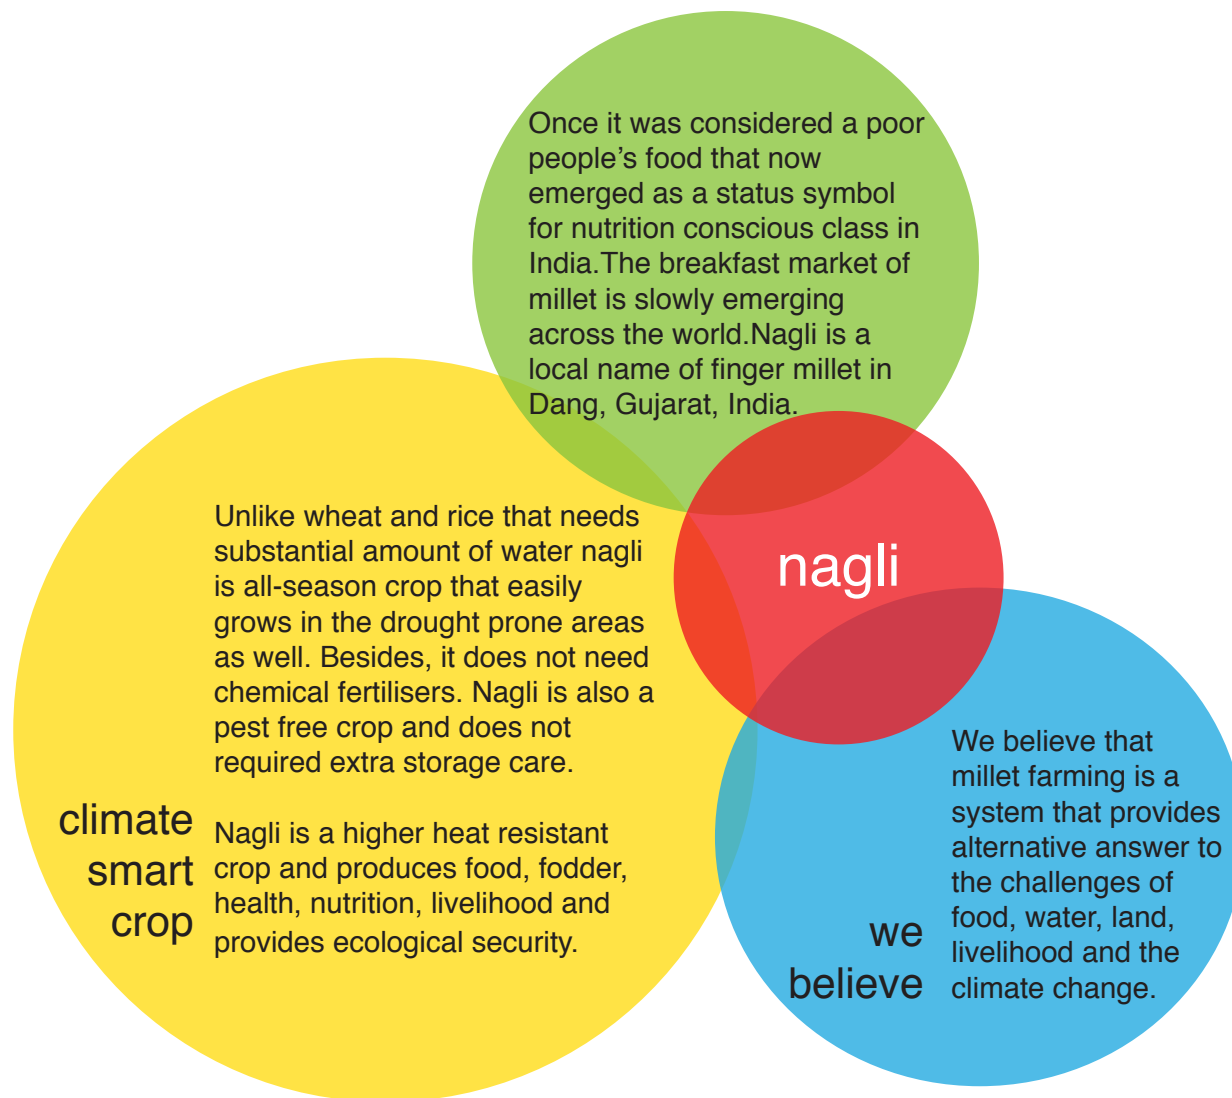 Once it was considered a poor
people’s food that now
emerged as a status symbol
for nutrition conscious class in
India.The breakfast market of
millet is slowly emerging
across the world.Nagli is a
local name of finger millet in
Dang, Gujarat, India.
nagli
Unlike wheat and rice that needs
substantial amount of water nagli
is all-season crop that easily
grows in the drought prone areas
as well. Besides, it does not need
chemical fertilisers. Nagli is also a
pest free crop and does not
required extra storage care.
climate
smart
crop
Nagli is a higher heat resistant
crop and produces food, fodder,
health, nutrition, livelihood and
provides ecological security.
we
believe
We believe that
millet farming is a
system that provides
alternative answer to
the challenges of
food, water, land,
livelihood and the
climate change.